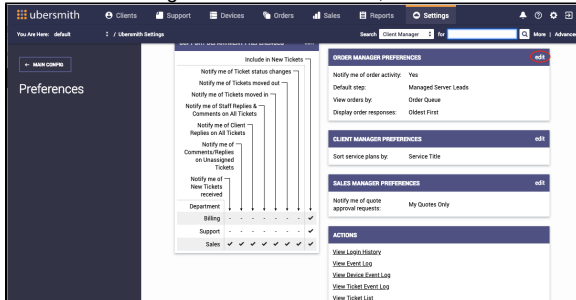 ubersmith
Clients
Support
Devices
Orders
Sales
Reports
Settings
You Are Here: default
/ Ubersmith Settings
Search
Client Manager
for
More
Advanced
← MAIN CONFIG
Preferences
Include in New Tickets
Notify me of Ticket status changes
Notify me of Tickets moved out
Notify me of Tickets moved in
Notify me of Staff Replies &
Comments on All Tickets
Notify me of Client
Replies on All Tickets
Notify me of
Comments/Replies
on Unassigned
Tickets
Notify me of
New Tickets
received
Department
Billing - - - - - - - ✓
Support - - - - - - - ✓
Sales ✓ ✓ ✓ ✓ ✓ ✓ ✓ ✓
ORDER MANAGER PREFERENCES edit
Notify me of order activity: Yes
Default step: Managed Server: Leads
View orders by: Order Queue
Display order responses: Oldest First
CLIENT MANAGER PREFERENCES edit
Sort service plans by: Service Title
SALES MANAGER PREFERENCES edit
Notify me of quote
approval requests: My Quotes Only
ACTIONS
View Login History
View Event Log
View Device Event Log
View Ticket Event Log
View Ticket List